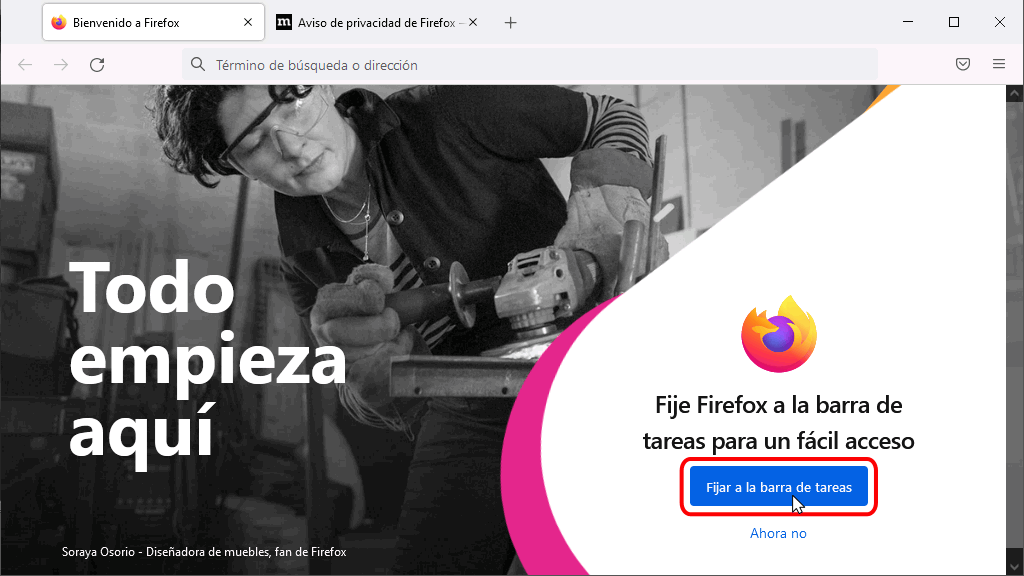 Bienvenido a Firefox
Aviso de privacidad de Firefox –
Término de búsqueda o dirección
Todo
empieza
aquí
Soraya Osorio - Diseñadora de muebles, fan de Firefox
Fije Firefox a la barra de
tareas para un fácil acceso
Fijar a la barra de tareas
Ahora no